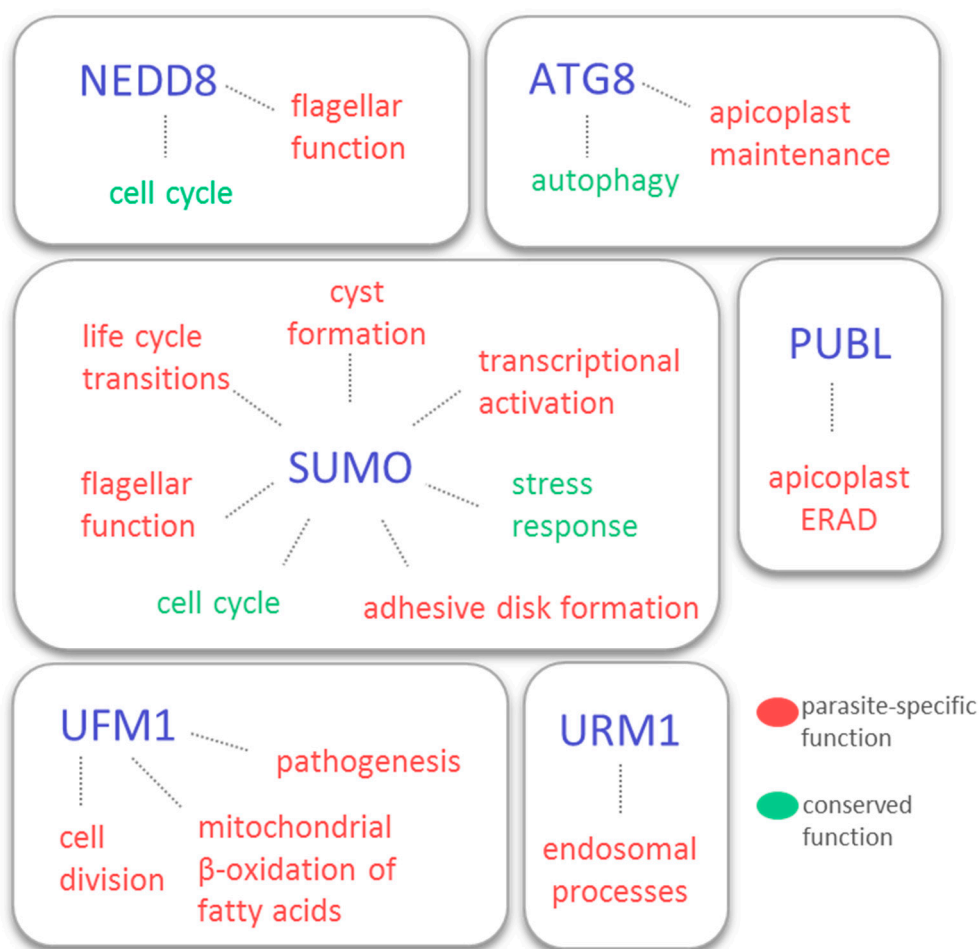 NEDD8
flagellar
function
cell cycle
ATG8
apicoplast
maintenance
autophagy
cyst
formation
life cycle
transitions
transcriptional
activation
SUMO
flagellar
function
stress
response
cell cycle
adhesive disk formation
PUBL
apicoplast
ERAD
UFM1
pathogenesis
cell
division
mitochondrial
β-oxidation of
fatty acids
URM1
endosomal
processes
parasite-specific
function
conserved
function